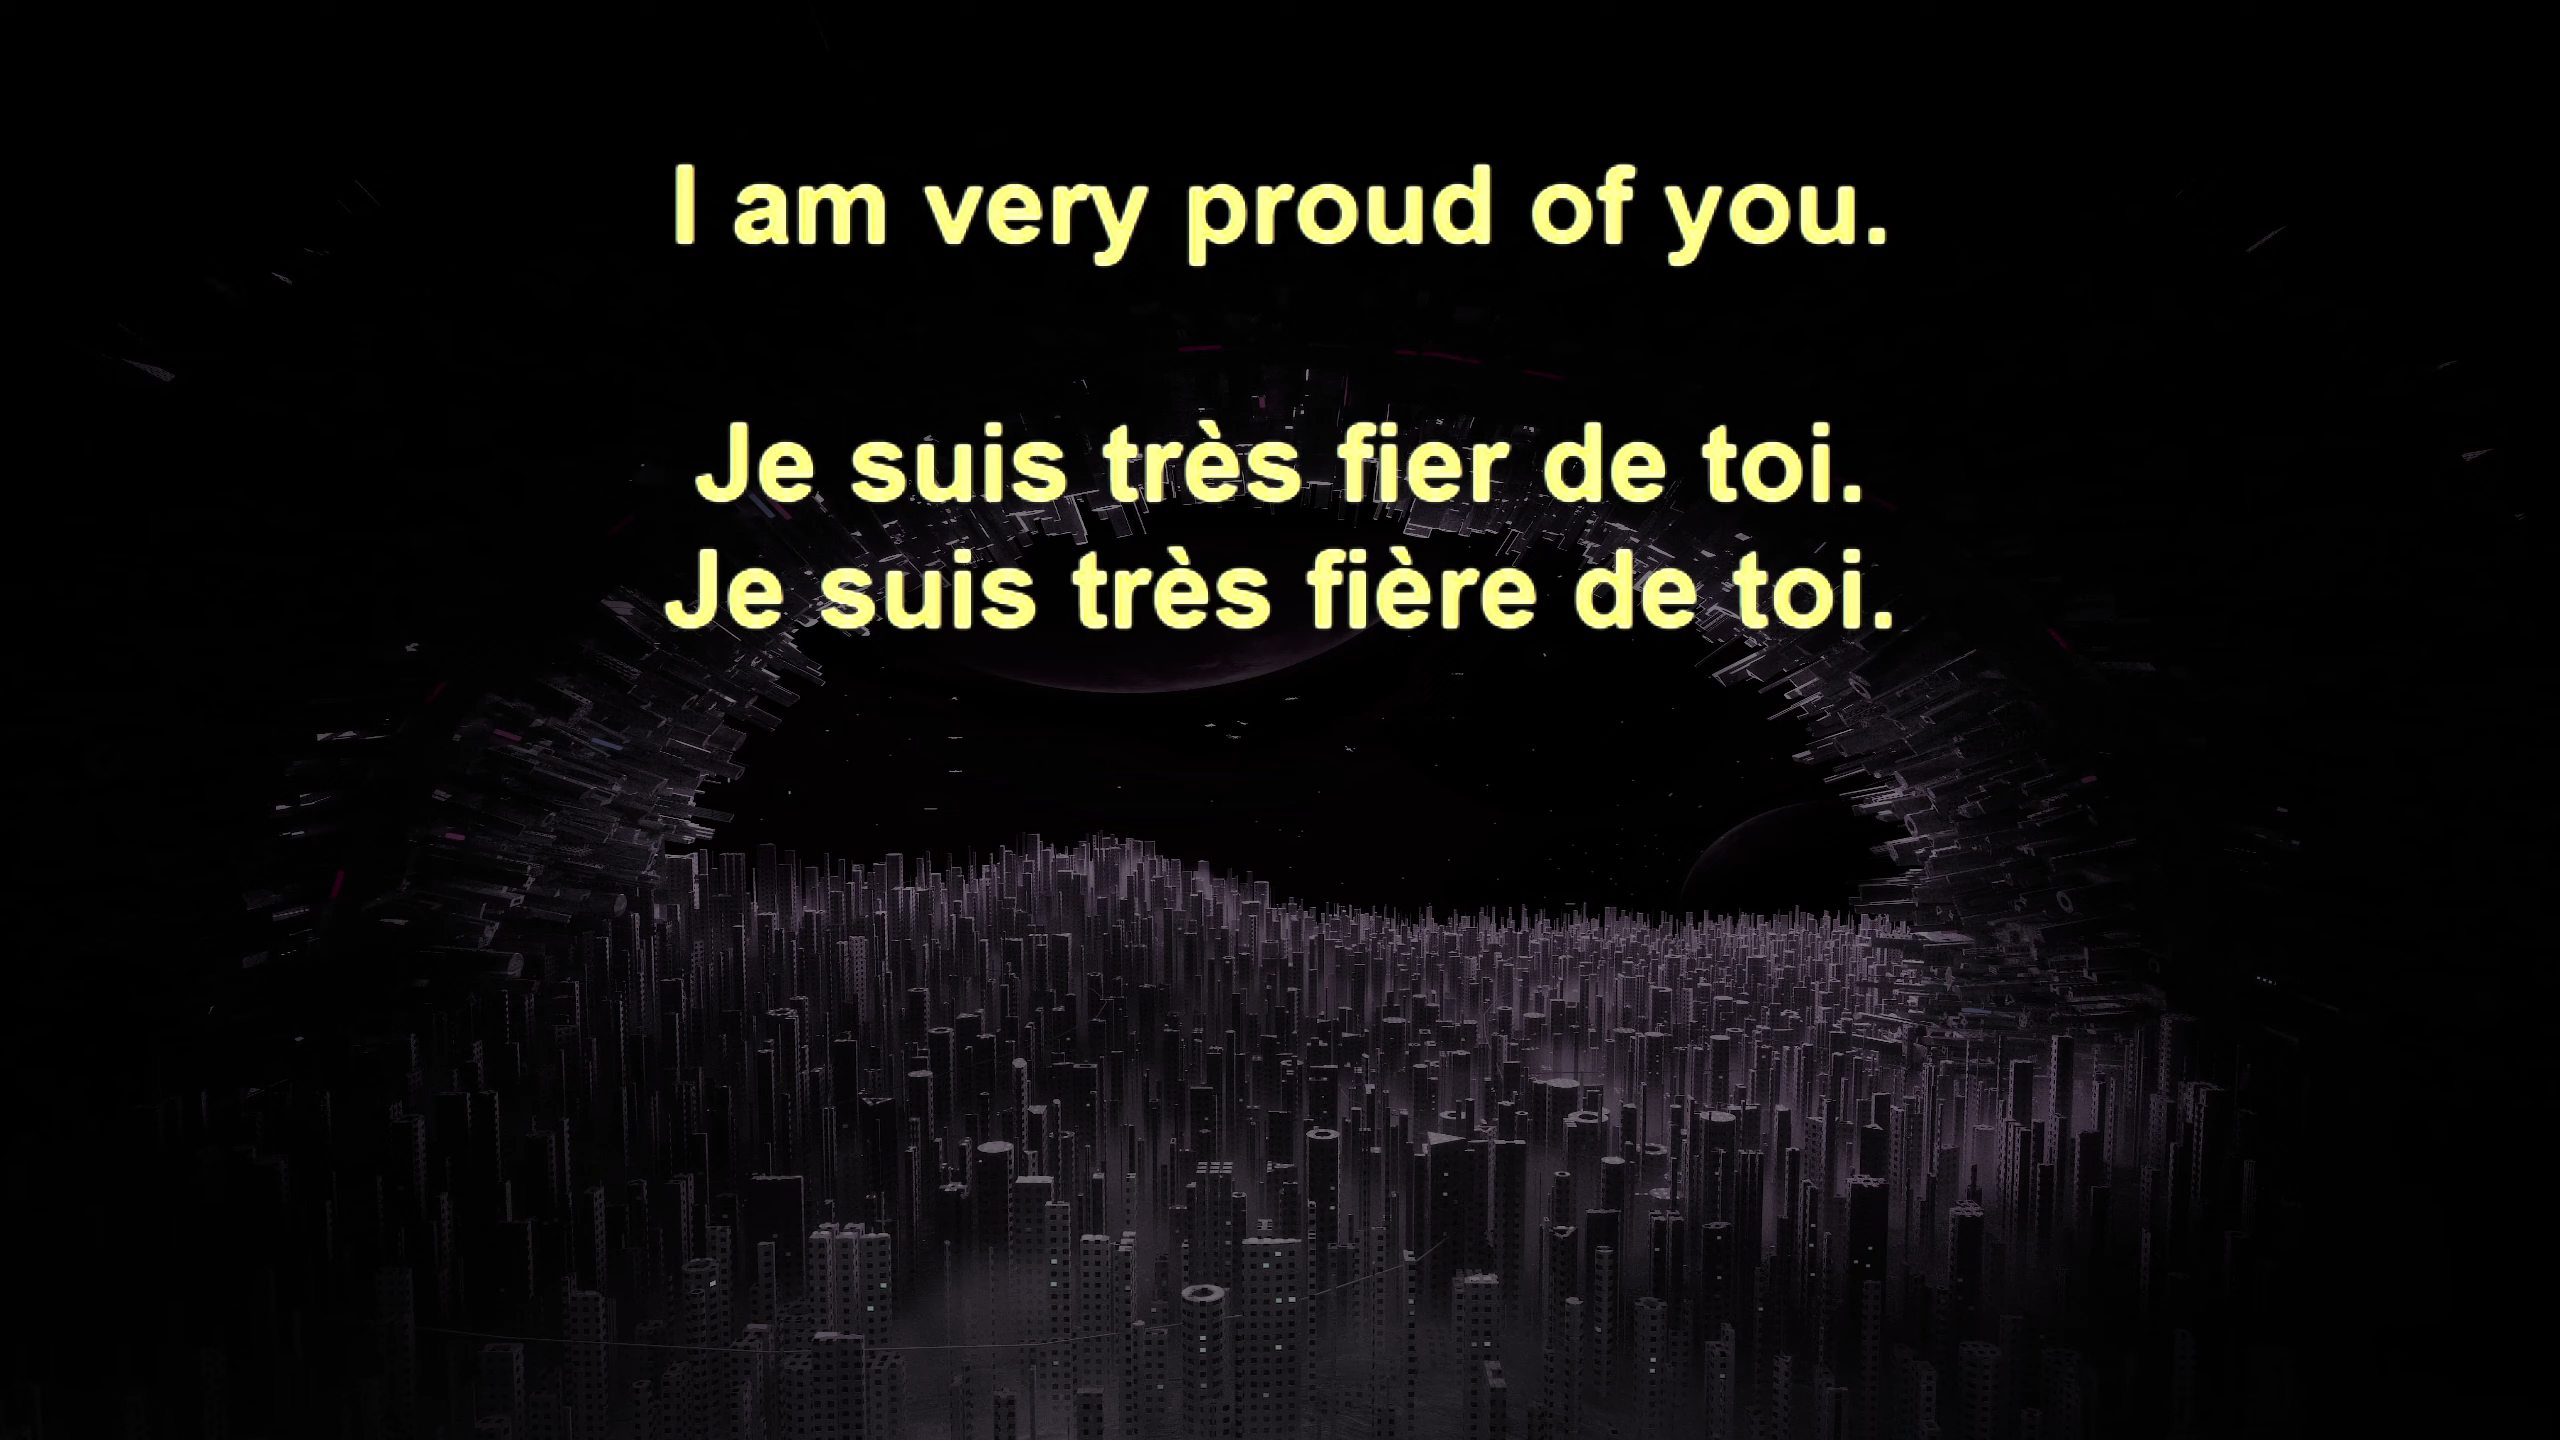 I am very proud of you.
Je suis très fier de toi.
Je suis très fière de toi.